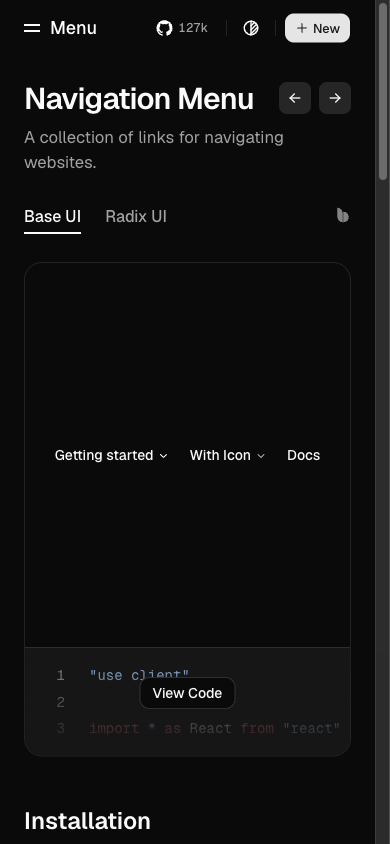 Menu
127k
New
Navigation Menu
A collection of links for navigating
websites.
Base UI
Radix UI
Getting started
With Icon
Docs
1 "use client"
2
3 import * as React from "react"
View Code
Installation